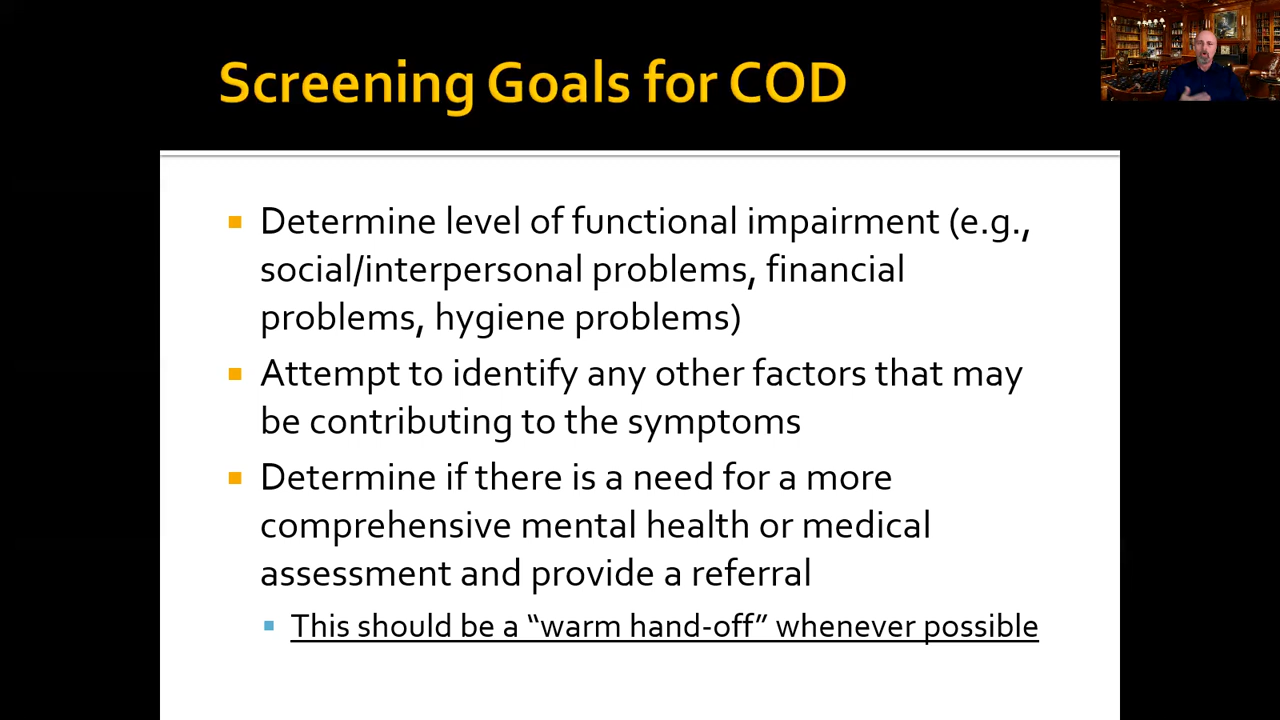 Screening Goals for COD
Determine level of functional impairment (e.g.,
social/interpersonal problems, financial
problems, hygiene problems)
Attempt to identify any other factors that may
be contributing to the symptoms
Determine if there is a need for a more
comprehensive mental health or medical
assessment and provide a referral
This should be a “warm hand-off” whenever possible